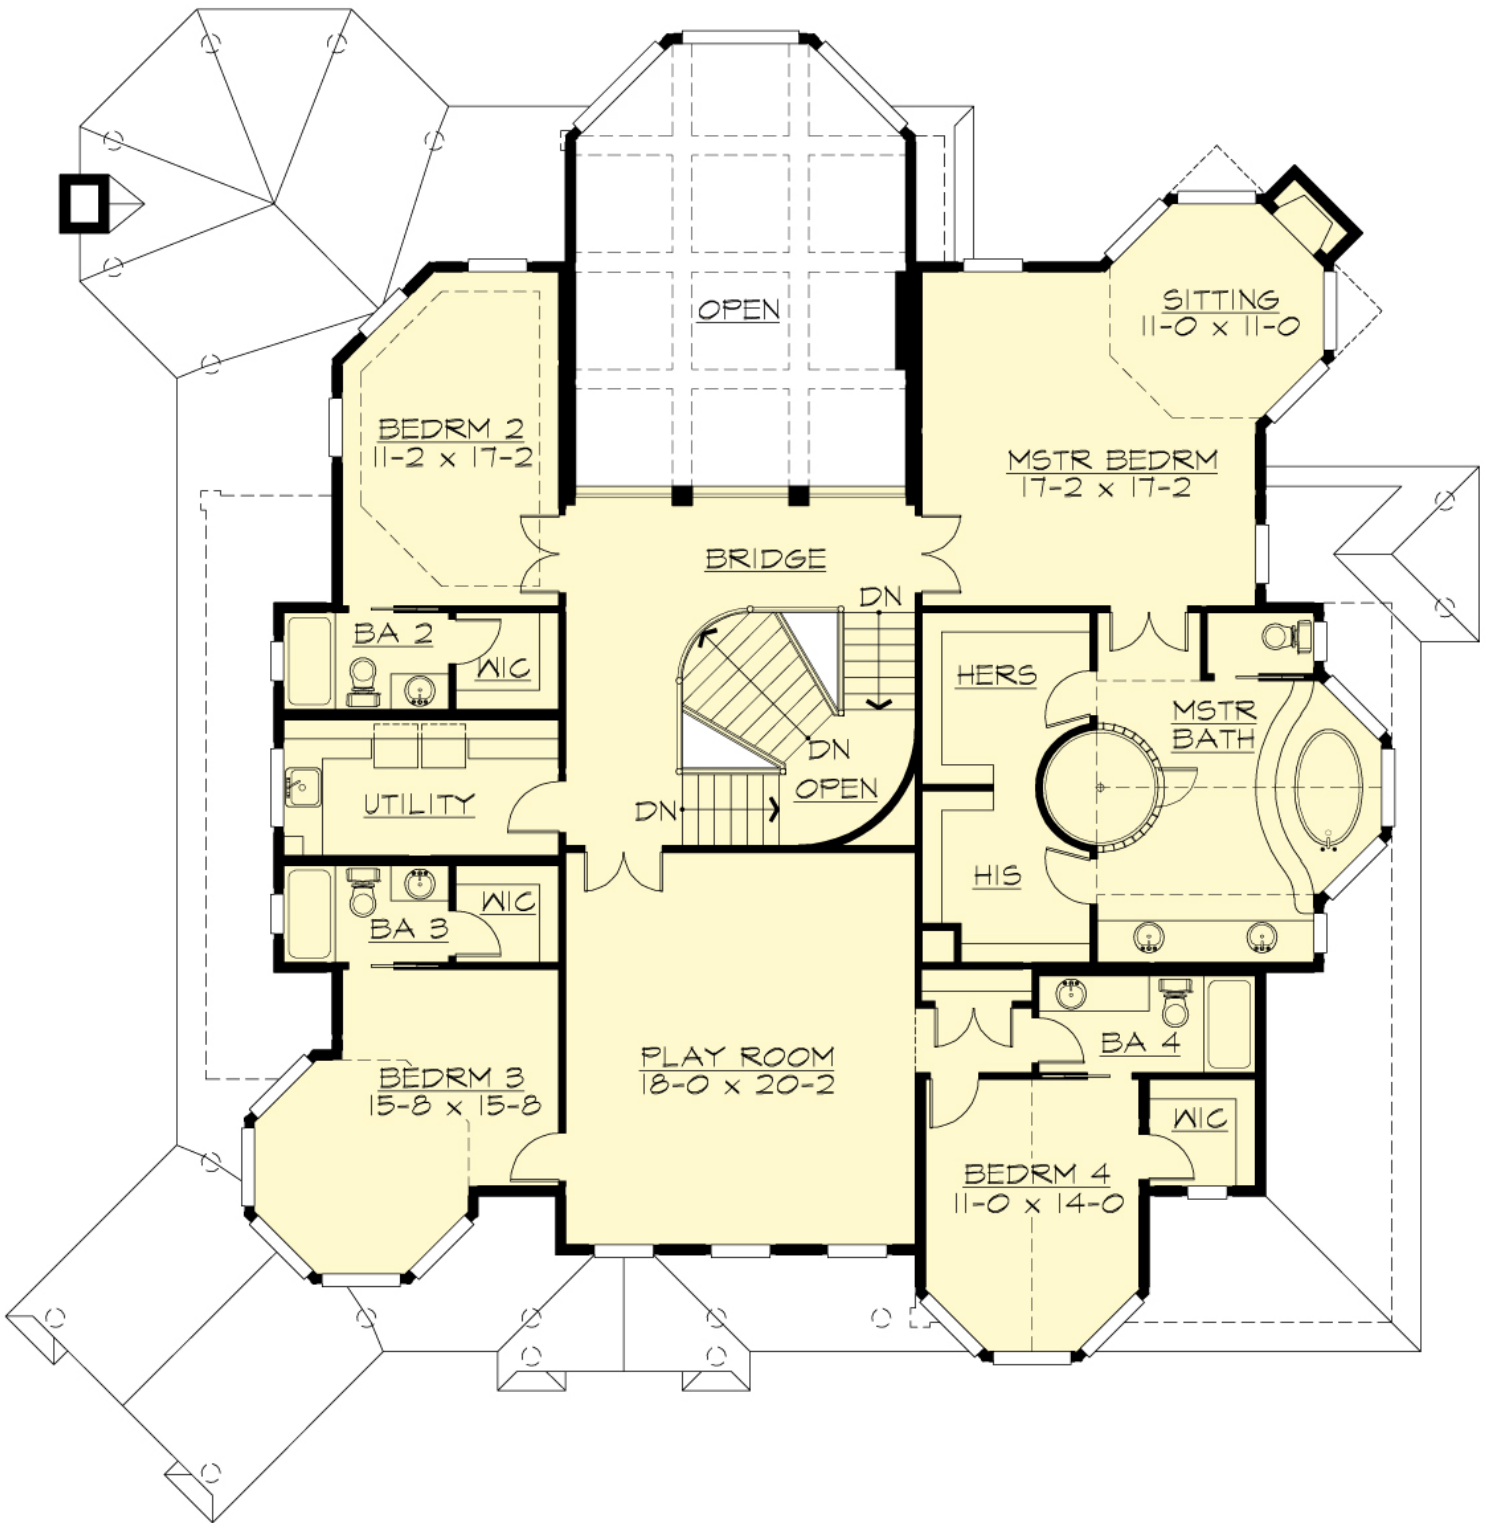 OPEN
SITTING
11-0 x 11-0
BEDRM 2
11-2 x 17-2
MSTR BEDRM
17-2 x 17-2
BRIDGE
DN
BA 2
WIC
HERS
MSTR
BATH
DN
OPEN
UTILITY
DN
HIS
WIC
BA 3
PLAY ROOM
18-0 x 20-2
BA 4
BEDRM 3
15-8 x 15-8
WIC
BEDRM 4
11-0 x 14-0